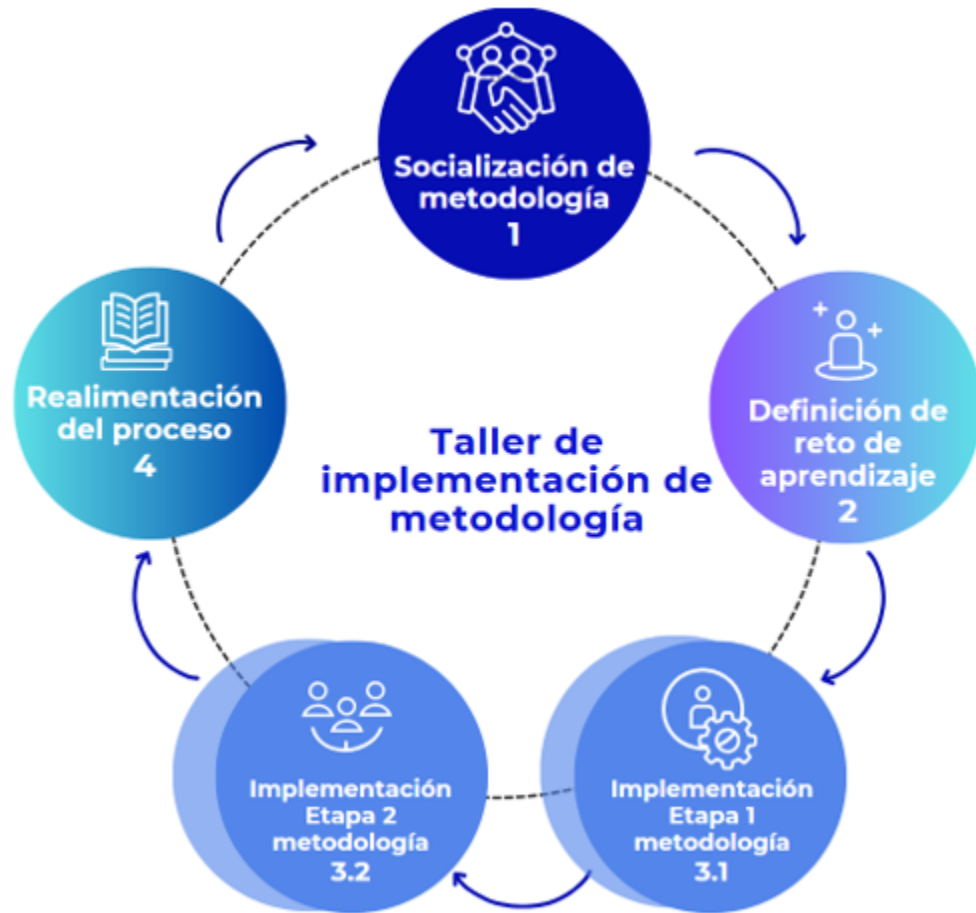 Socialización de
metodología
1
Definición de
reto de
aprendizaje
2
Implementación
Etapa 1
metodología
3.1
Implementación
Etapa 2
metodología
3.2
Realimentación
del proceso
4
Taller de
implementación de
metodología